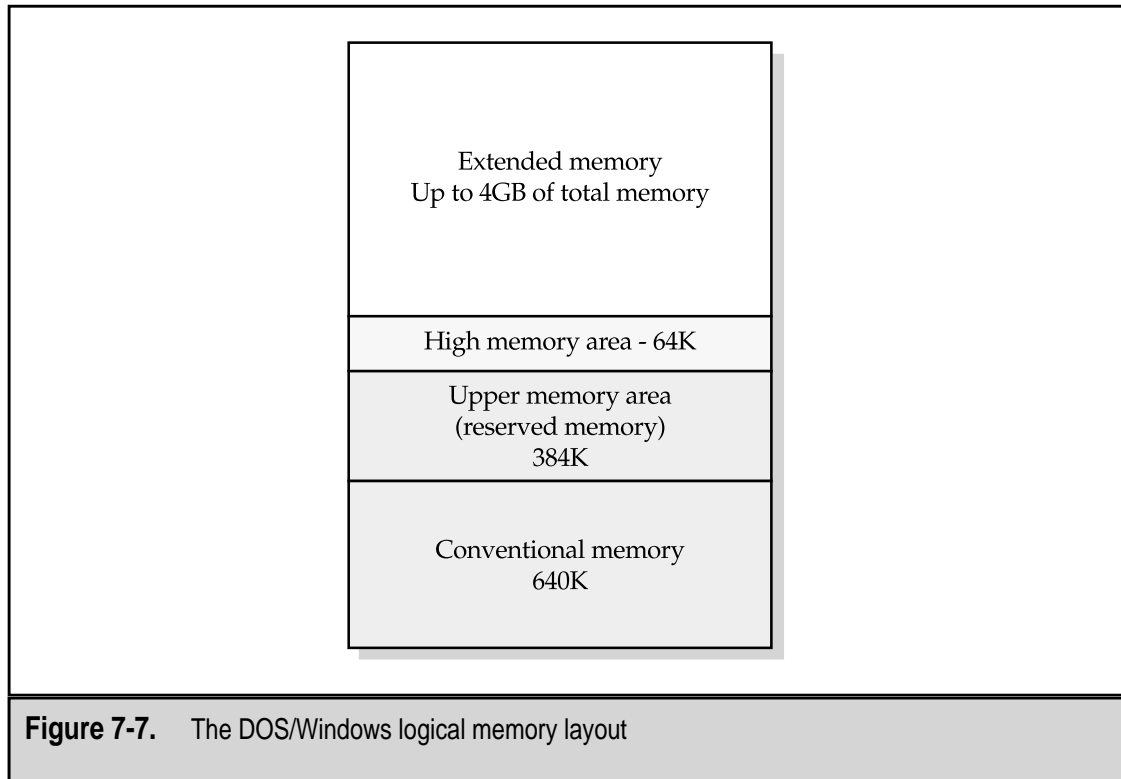 Extended memory
Up to 4GB of total memory
High memory area - 64K
Upper memory area
(reserved memory)
384K
Conventional memory
640K
Figure 7-7. The DOS/Windows logical memory layout